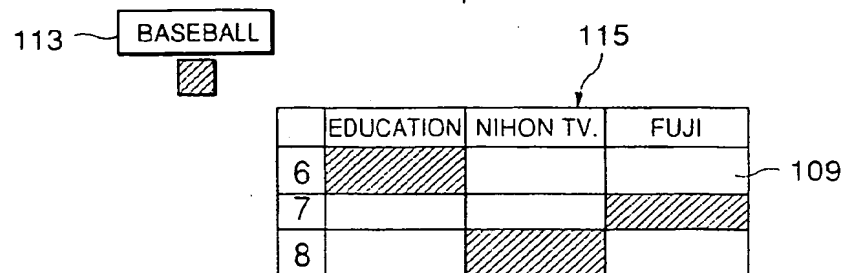 113 BASEBALL
115
EDUCATION NIHON TV. FUJI
6 109
7
8